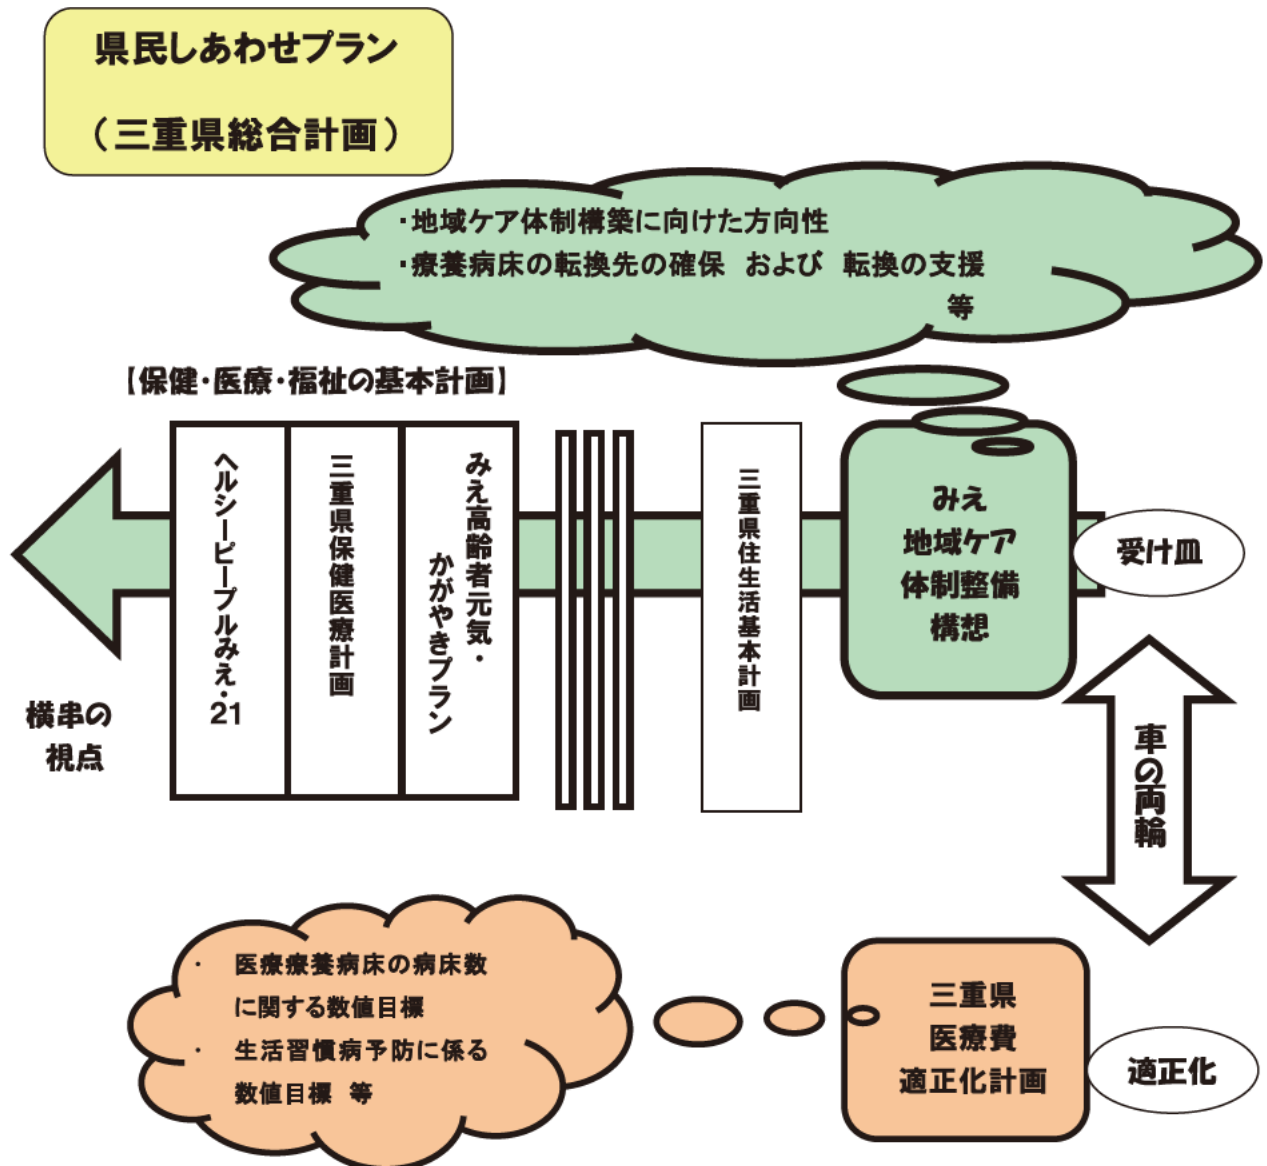 県民しあわせプラン
（三重県総合計画）
・地域ケア体制構築に向けた方向性
・療養病床の転換先の確保　および　転換の支援
等
【保健・医療・福祉の基本計画】
ヘルシーピープルみえ・21
三重県保健医療計画
みえ高齢者元気・
かがやきプラン
三重県住生活基本計画
みえ
地域ケア
体制整備
構想
受け皿
横串の
視点
車の両輪
・　医療療養病床の病床数
に関する数値目標
・　生活習慣病予防に係る
数値目標　等
三重県
医療費
適正化計画
適正化